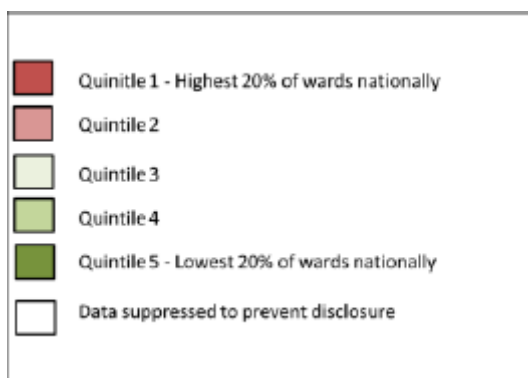 Quinitle 1 - Highest 20% of wards nationally
Quintile 2
Quintile 3
Quintile 4
Quintile 5 - Lowest 20% of wards nationally
Data suppressed to prevent disclosure